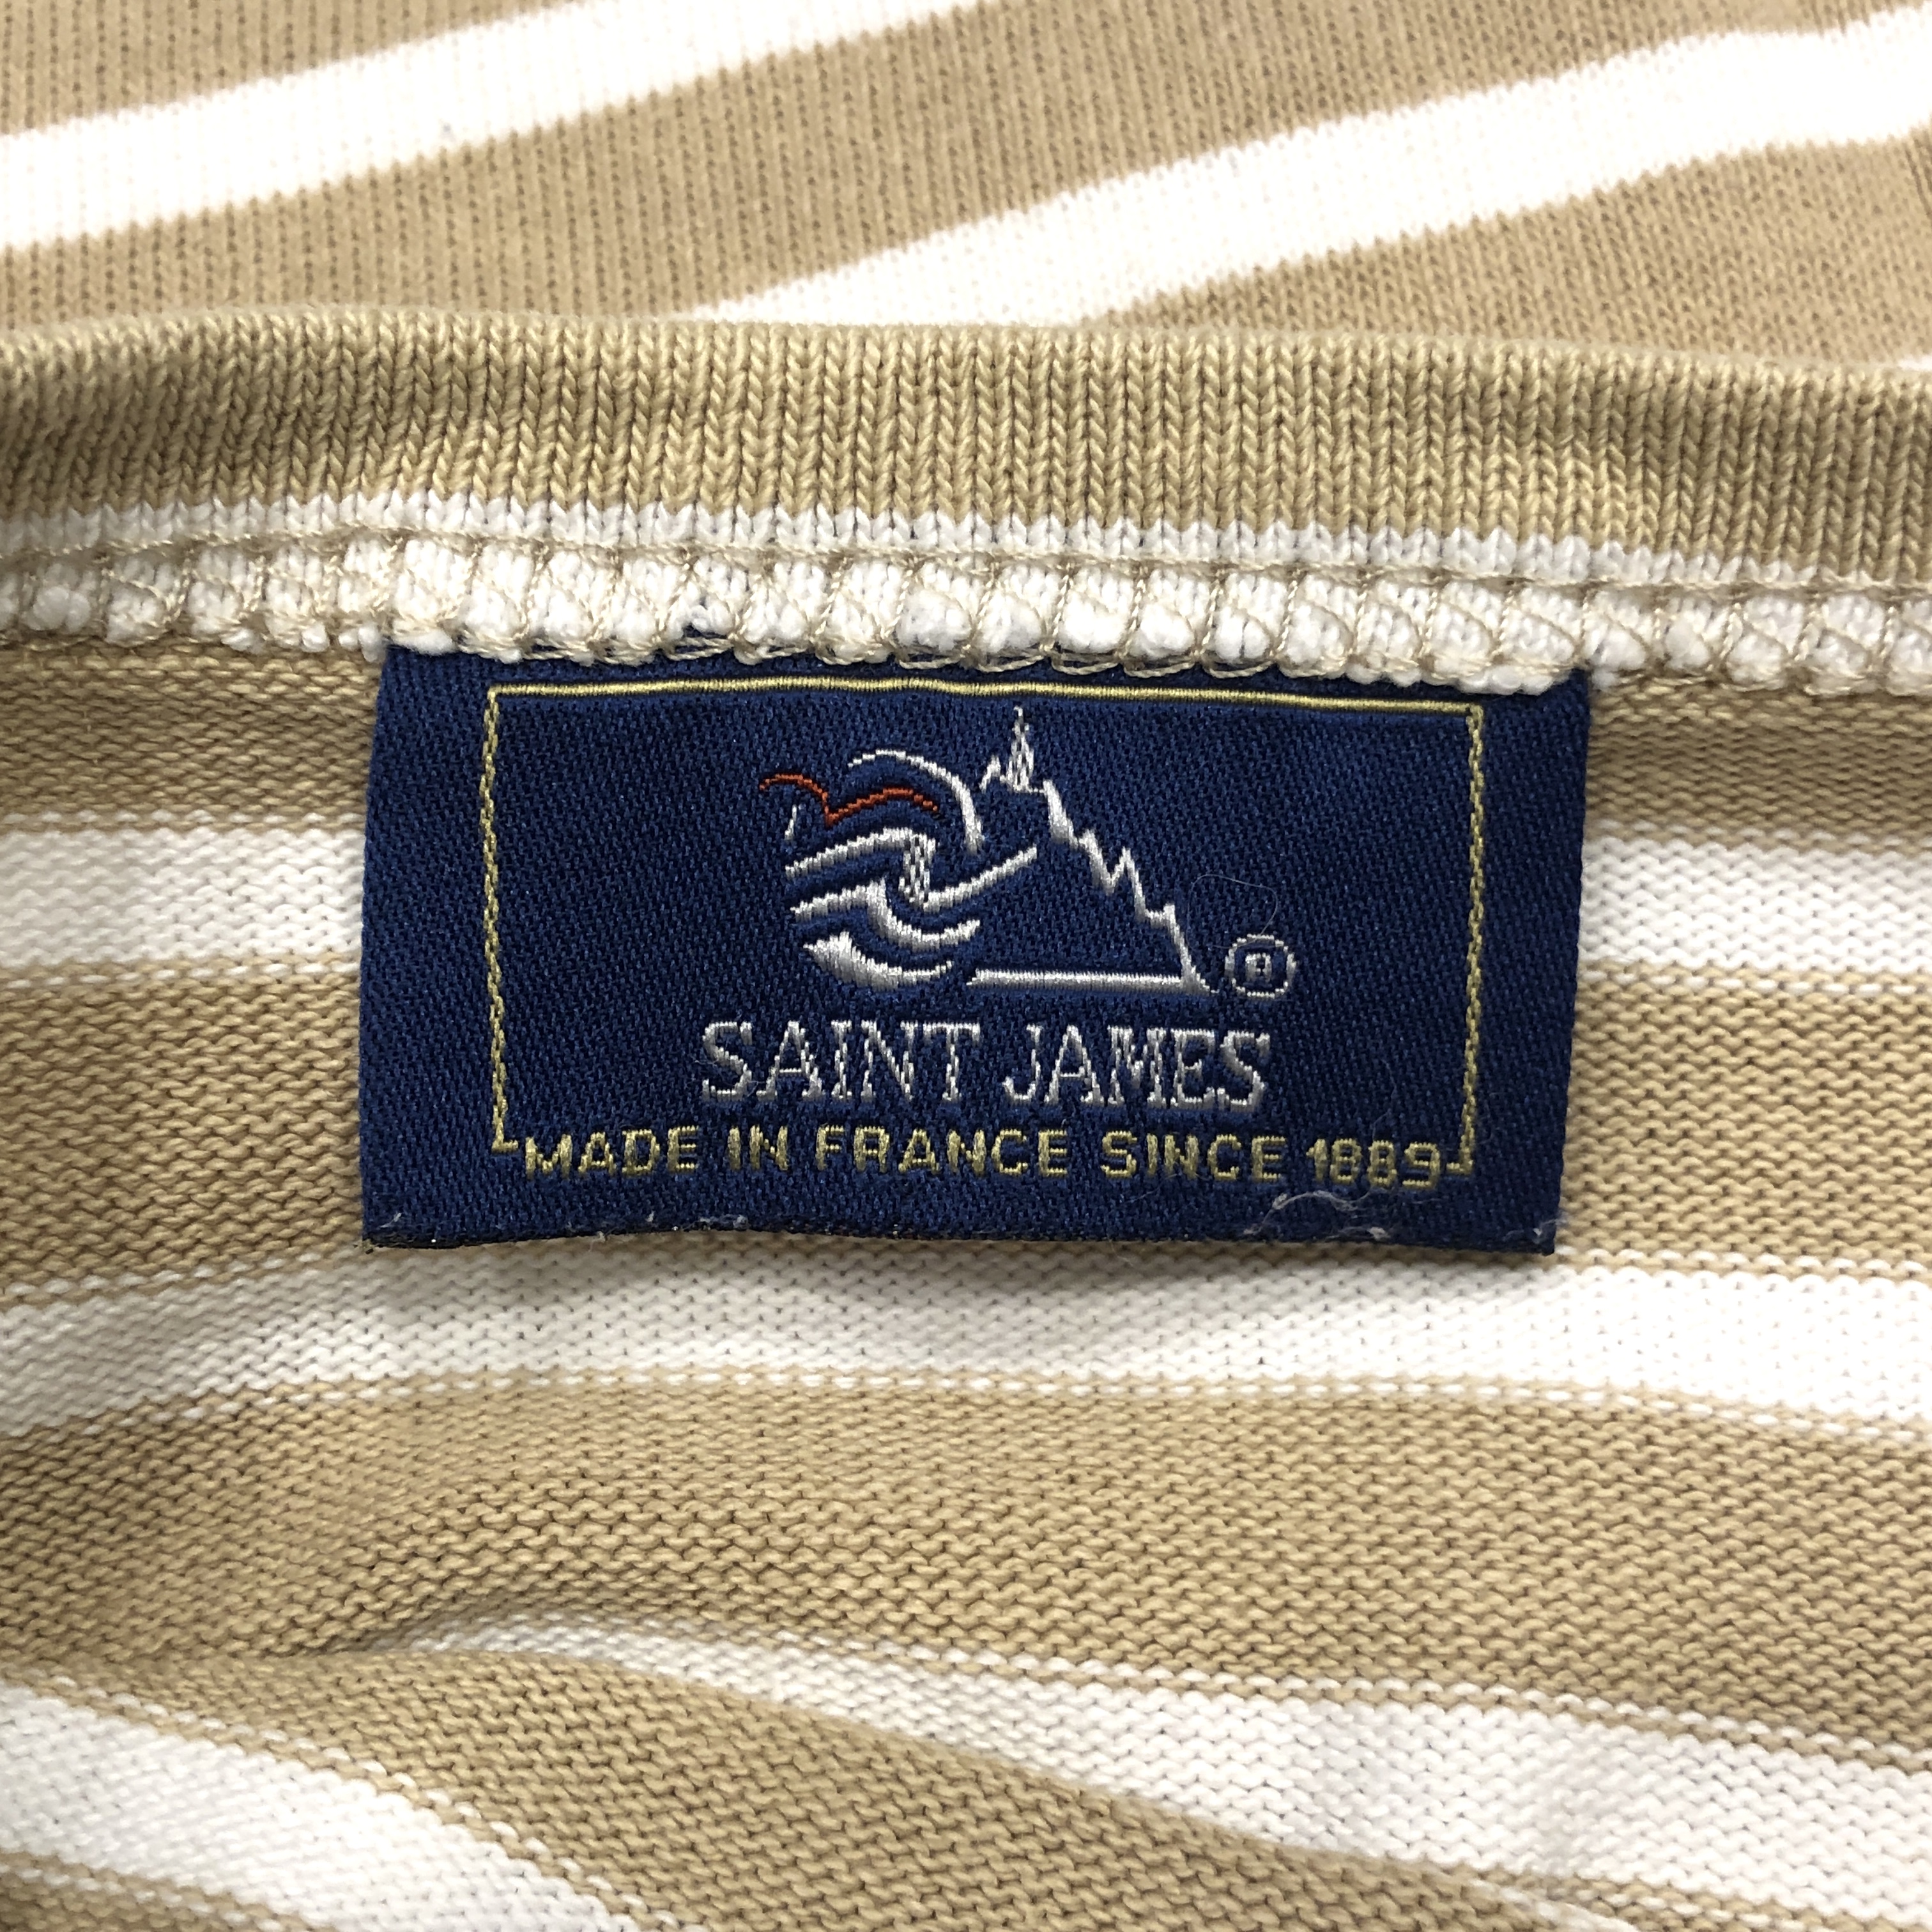 ®
SAINT JAMES
MADE IN FRANCE SINCE 1889